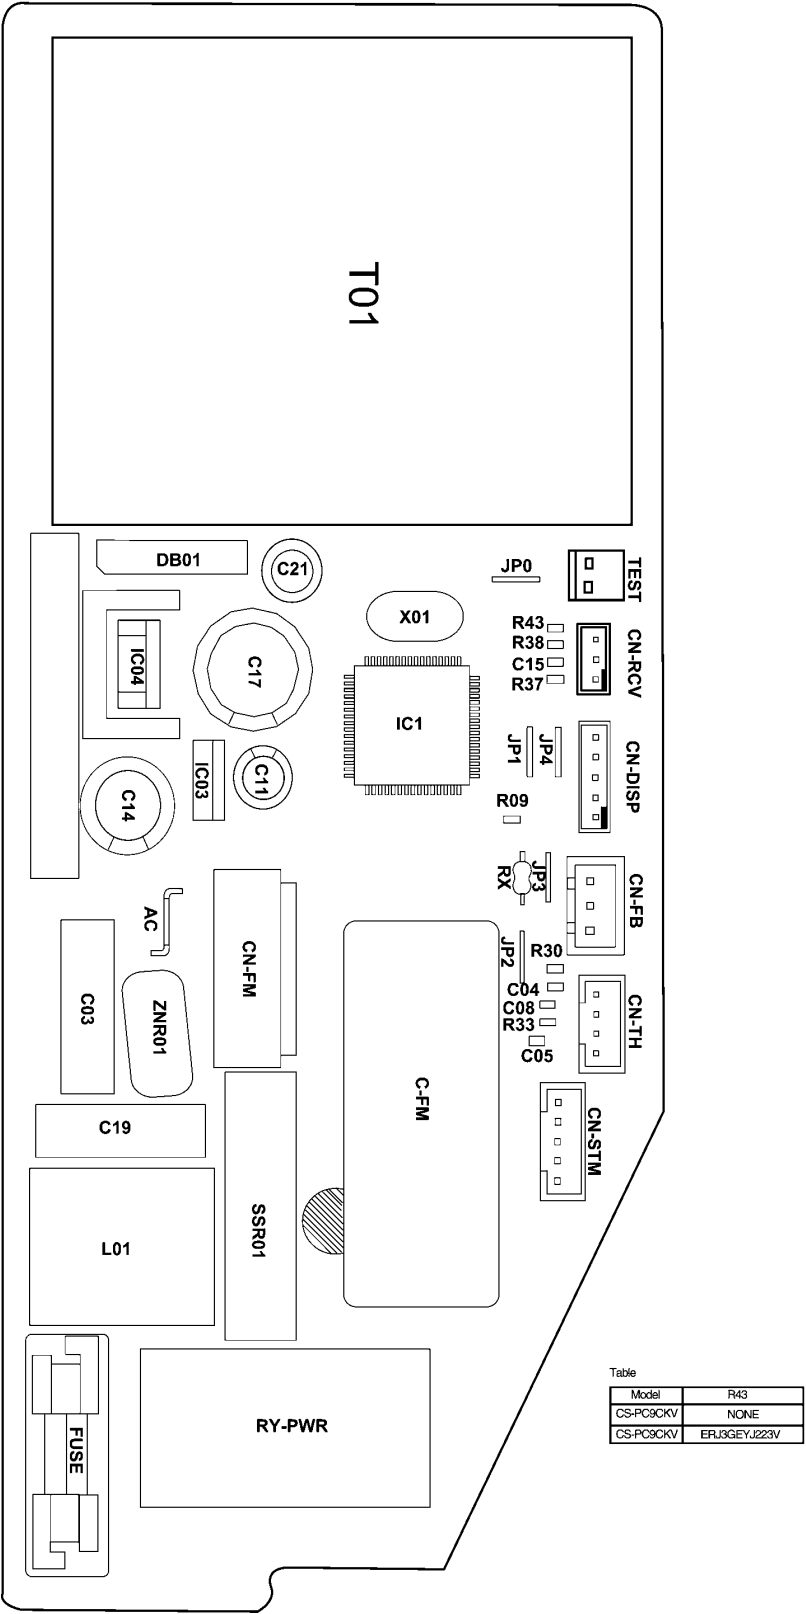 T01
DB01
C21
JP0
TEST
X01
R43
R38
C15
R37
CN-RCV
IC04
C17
IC1
JP1
JP4
CN-DISP
IC03
C11
C14
R09
RX
JP3
CN-FB
AC
CN-FM
JP2
R30
C04
C08
R33
C05
CN-TH
C03
ZNR01
C-FM
CN-STM
C19
SSR01
L01
RY-PWR
FUSE
Table
Model R43
CS-PC9CKV NONE
CS-PC9CKV ERJ3GEYJ223V